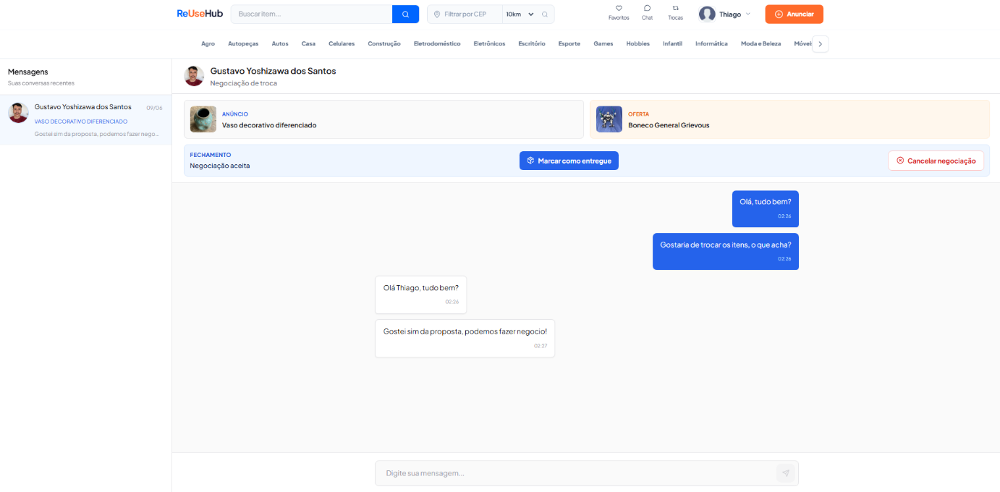 ReUseHub
Buscar item...
Filtrar por CEP
10km
Favoritos
Chat
Trocas
Thiago
Anunciar
Agro Autopeças Autos Casa Celulares Construção Eletrodoméstico Eletrônicos Escritório Esporte Games Hobbies Infantil Informática Moda e Beleza Móvei
Mensagens
Suas conversas recentes
Gustavo Yoshizawa dos Santos 09/06
VASO DECORATIVO DIFERENCIADO
Gostei sim da proposta, podemos fazer nego...
Gustavo Yoshizawa dos Santos
Negociação de troca
ANÚNCIO
Vaso decorativo diferenciado
OFERTA
Boneco General Grievous
FECHAMENTO
Negociação aceita
Marcar como entregue
Cancelar negociação
Olá, tudo bem?
02:26
Gostaria de trocar os itens, o que acha?
02:26
Olá Thiago, tudo bem?
02:26
Gostei sim da proposta, podemos fazer negocio!
02:27
Digite sua mensagem...